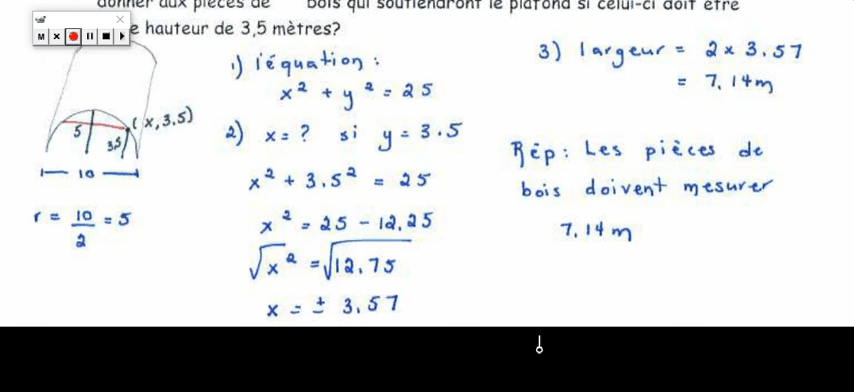 donner aux pièces de bois qui soutiendront le plafond si celui-ci doit être
e hauteur de 3,5 mètres?
M
1) l'équation :
x² + y² = 25
2) x = ? si y = 3.5
x² + 3.5² = 25
x² = 25 - 12.25
√x² = √12.75
x = ± 3.57
(x, 3.5)
5
3,5
10
r = 10/2 = 5
3) largeur = 2 x 3.57
= 7.14m
Rép : Les pièces de
bois doivent mesurer
7.14m